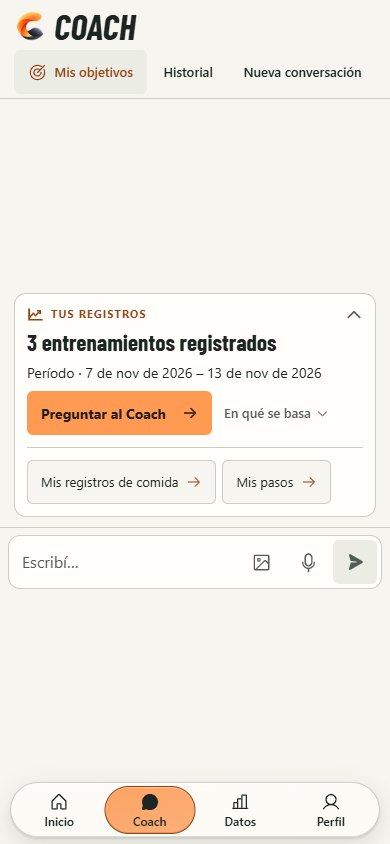 COACH
Mis objetivos
Historial
Nueva conversación
TUS REGISTROS
3 entrenamientos registrados
Período · 7 de nov de 2026 – 13 de nov de 2026
Preguntar al Coach
En qué se basa
Mis registros de comida
Mis pasos
Escribí...
Inicio
Coach
Datos
Perfil